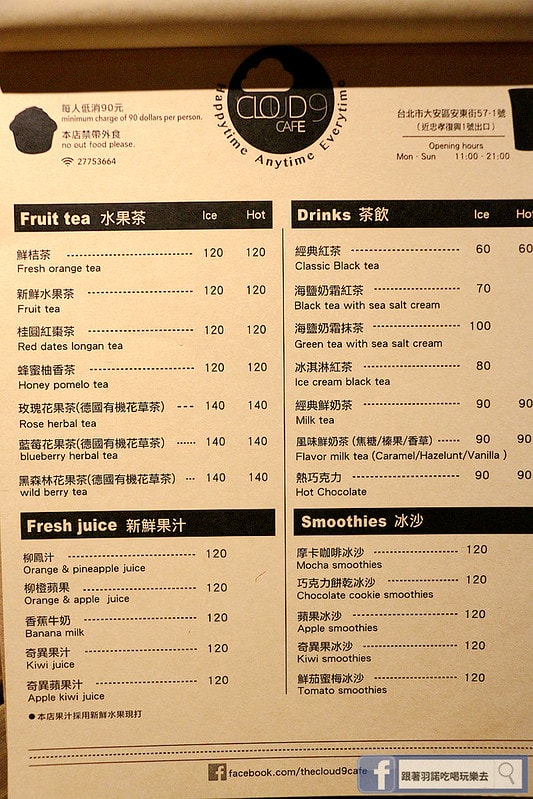 每人低消90元
minimum charge of 90 dollars per person.
本店禁帶外食
no out food please.
27753664
CLOUD9
CAFE
Happytime Anytime Everytime
台北市大安區安東街57-1號
(近忠孝復興1號出口)
Opening hours
Mon - Sun 11:00 - 21:00
Fruit tea 水果茶 Ice Hot
鮮桔茶 120 120
Fresh orange tea
新鮮水果茶 120 120
Fruit tea
桂圓紅棗茶 120 120
Red dates longan tea
蜂蜜柚香茶 120 120
Honey pomelo tea
玫瑰花果茶(德國有機花草茶) 140 140
Rose herbal tea
藍莓花果茶(德國有機花草茶) 140 140
blueberry herbal tea
黑森林花果茶(德國有機花草茶) 140 140
wild berry tea
Drinks 茶飲 Ice Hot
經典紅茶 60 60
Classic Black tea
海鹽奶霜紅茶 70
Black tea with sea salt cream
海鹽奶霜抹茶 100
Green tea with sea salt cream
冰淇淋紅茶 80
Ice cream black tea
經典鮮奶茶 90 90
Milk tea
風味鮮奶茶 (焦糖/榛果/香草) 90 90
Flavor milk tea (Caramel/Hazelunt/Vanilla )
熱巧克力 90 90
Hot Chocolate
Fresh juice 新鮮果汁
柳鳳汁 120
Orange & pineapple juice
柳橙蘋果 120
Orange & apple juice
香蕉牛奶 120
Banana milk
奇異果汁 120
Kiwi juice
奇異蘋果汁 120
Apple kiwi juice
●本店果汁採用新鮮水果現打
Smoothies 冰沙
摩卡咖啡冰沙 120
Mocha smoothies
巧克力餅乾冰沙 120
Chocolate cookie smoothies
蘋果冰沙 120
Apple smoothies
奇異果冰沙 120
Kiwi smoothies
鮮茄蜜梅冰沙 120
Tomato smoothies
facebook.com/thecloud9cafe
跟著羽諾吃喝玩樂去